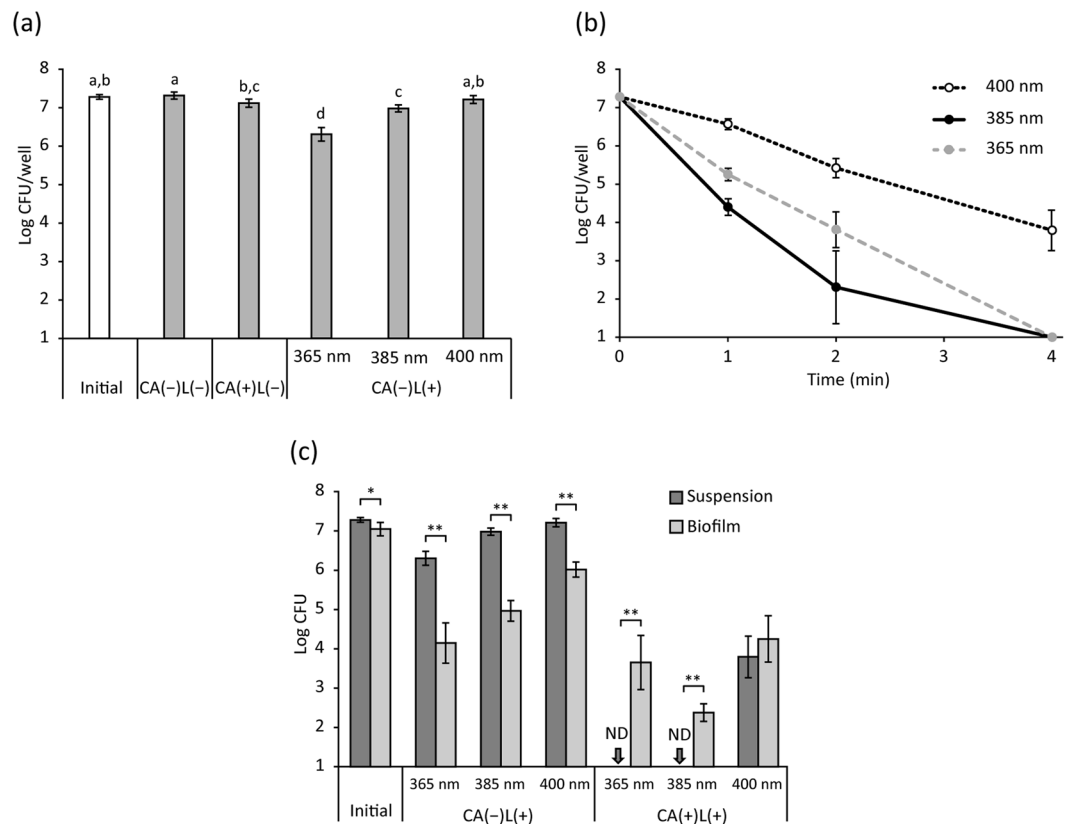 (a)
8
7
6
5
4
3
2
1
Log CFU/well
a,b
a
b,c
d
c
a,b
365 nm
385 nm
400 nm
Initial
CA(−)L(−)
CA(+)L(−)
CA(−)L(+)
(b)
8
7
6
5
4
3
2
1
Log CFU/well
400 nm
385 nm
365 nm
0
1
2
3
4
Time (min)
(c)
8
7
6
5
4
3
2
1
Log CFU
Suspension
Biofilm
*
**
**
**
**
**
ND
ND
365 nm
385 nm
400 nm
365 nm
385 nm
400 nm
Initial
CA(−)L(+)
CA(+)L(+)